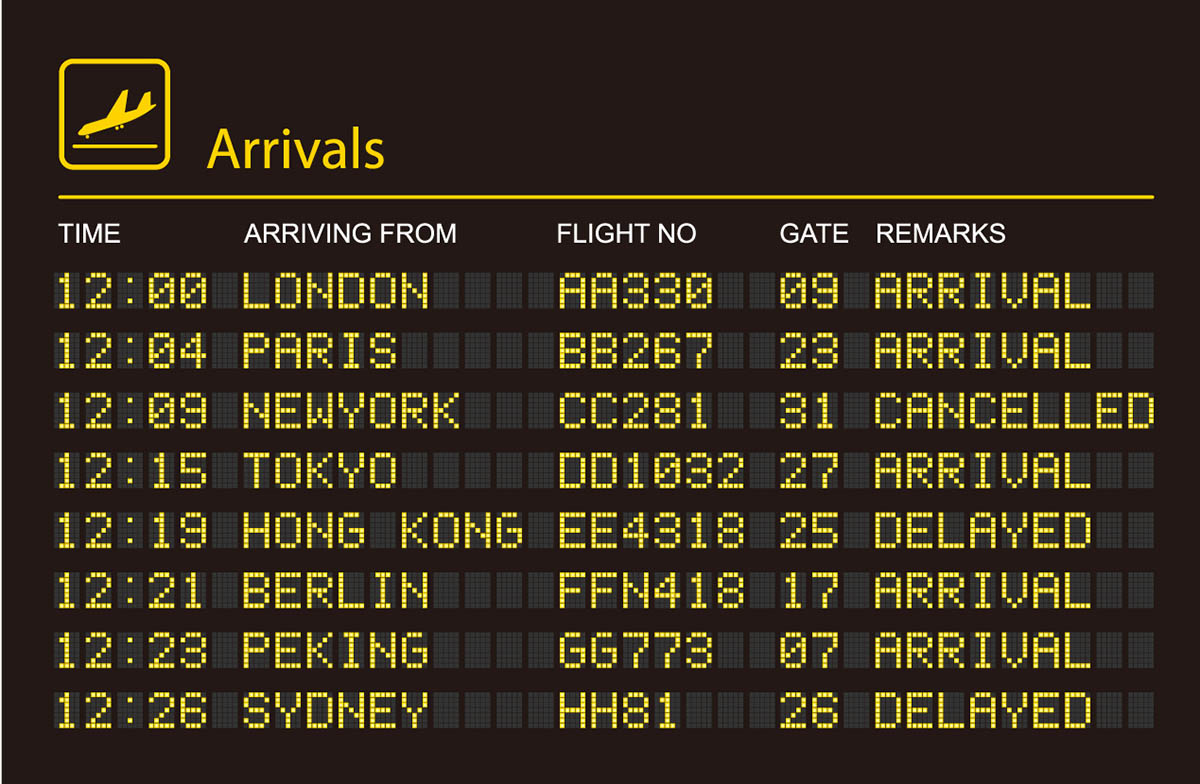 Arrivals
TIME ARRIVING FROM FLIGHT NO GATE REMARKS
12:00 LONDON AA330 09 ARRIVAL
12:04 PARIS BB267 23 ARRIVAL
12:09 NEWYORK CC281 31 CANCELLED
12:15 TOKYO DD1032 27 ARRIVAL
12:19 HONG KONG EE4318 25 DELAYED
12:21 BERLIN FFN418 17 ARRIVAL
12:23 PEKING GG773 07 ARRIVAL
12:26 SYDNEY HH81 26 DELAYED